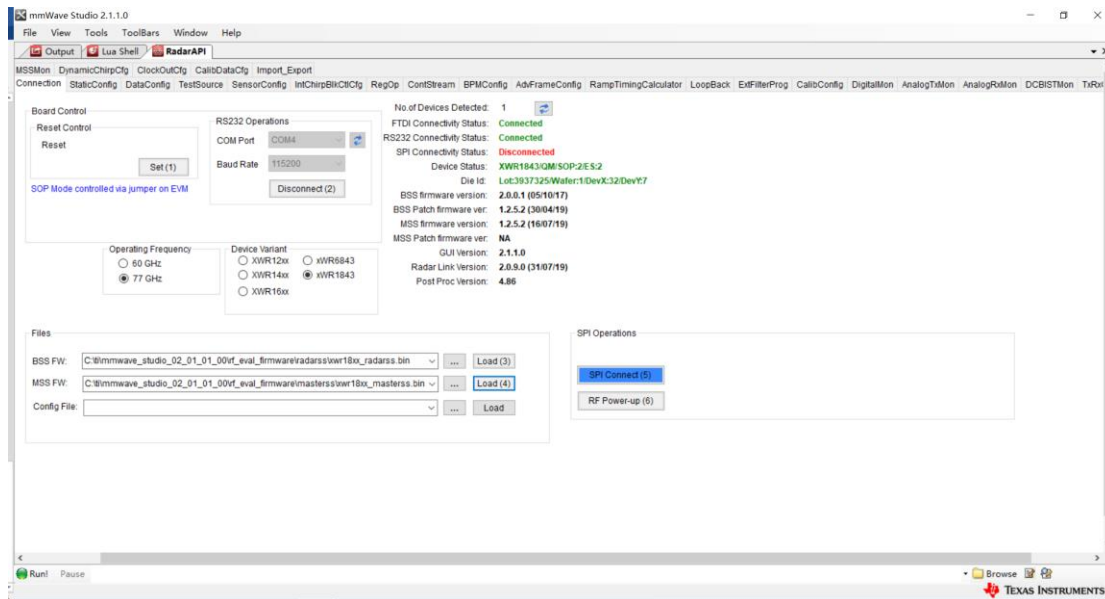 mmWave Studio 2.1.1.0
File View Tools ToolBars Window Help
Output Lua Shell RadarAPI
MSSMon DynamicChirpCfg ClockOutCfg CalibDataCfg Import_Export
Connection StaticConfig DataConfig TestSource SensorConfig IntChirpBlkCtlCfg RegOp ContStream BPMConfig AdvFrameConfig RampTimingCalculator LoopBack ExtFilterProg CalibConfig DigitalMon AnalogTxMon AnalogRxMon DCBISTMon
Board Control
Reset Control
Reset
Set (1)
SOP Mode controlled via jumper on EVM
RS232 Operations
COM Port COM4
Baud Rate 115200
Disconnect (2)
No.of Devices Detected: 1
FTDI Connectivity Status: Connected
RS232 Connectivity Status: Connected
SPI Connectivity Status: Disconnected
Device Status: XWR1843/QM/SOP:2/ES:2
Die Id: Lot:3937325/Wafer:1/DevX:32/DevY:7
BSS firmware version: 2.0.0.1 (05/10/17)
BSS Patch firmware ver: 1.2.5.2 (30/04/19)
MSS firmware version: 1.2.5.2 (16/07/19)
MSS Patch firmware ver: NA
GUI Version: 2.1.1.0
Radar Link Version: 2.0.9.0 (31/07/19)
Post Proc Version: 4.86
Operating Frequency
60 GHz
77 GHz
Device Variant
XWR12xx xWR6843
XWR14xx xWR1843
XWR16xx
Files
BSS FW: C:\ti\mmwave_studio_02_01_01_00\rf_eval_firmware\radarss\xwr18xx_radarss.bin ... Load (3)
MSS FW: C:\ti\mmwave_studio_02_01_01_00\rf_eval_firmware\masterss\xwr18xx_masterss.bin ... Load (4)
Config File: ... Load
SPI Operations
SPI Connect (5)
RF Power-up (6)
Run! Pause
Browse
TEXAS INSTRUMENTS